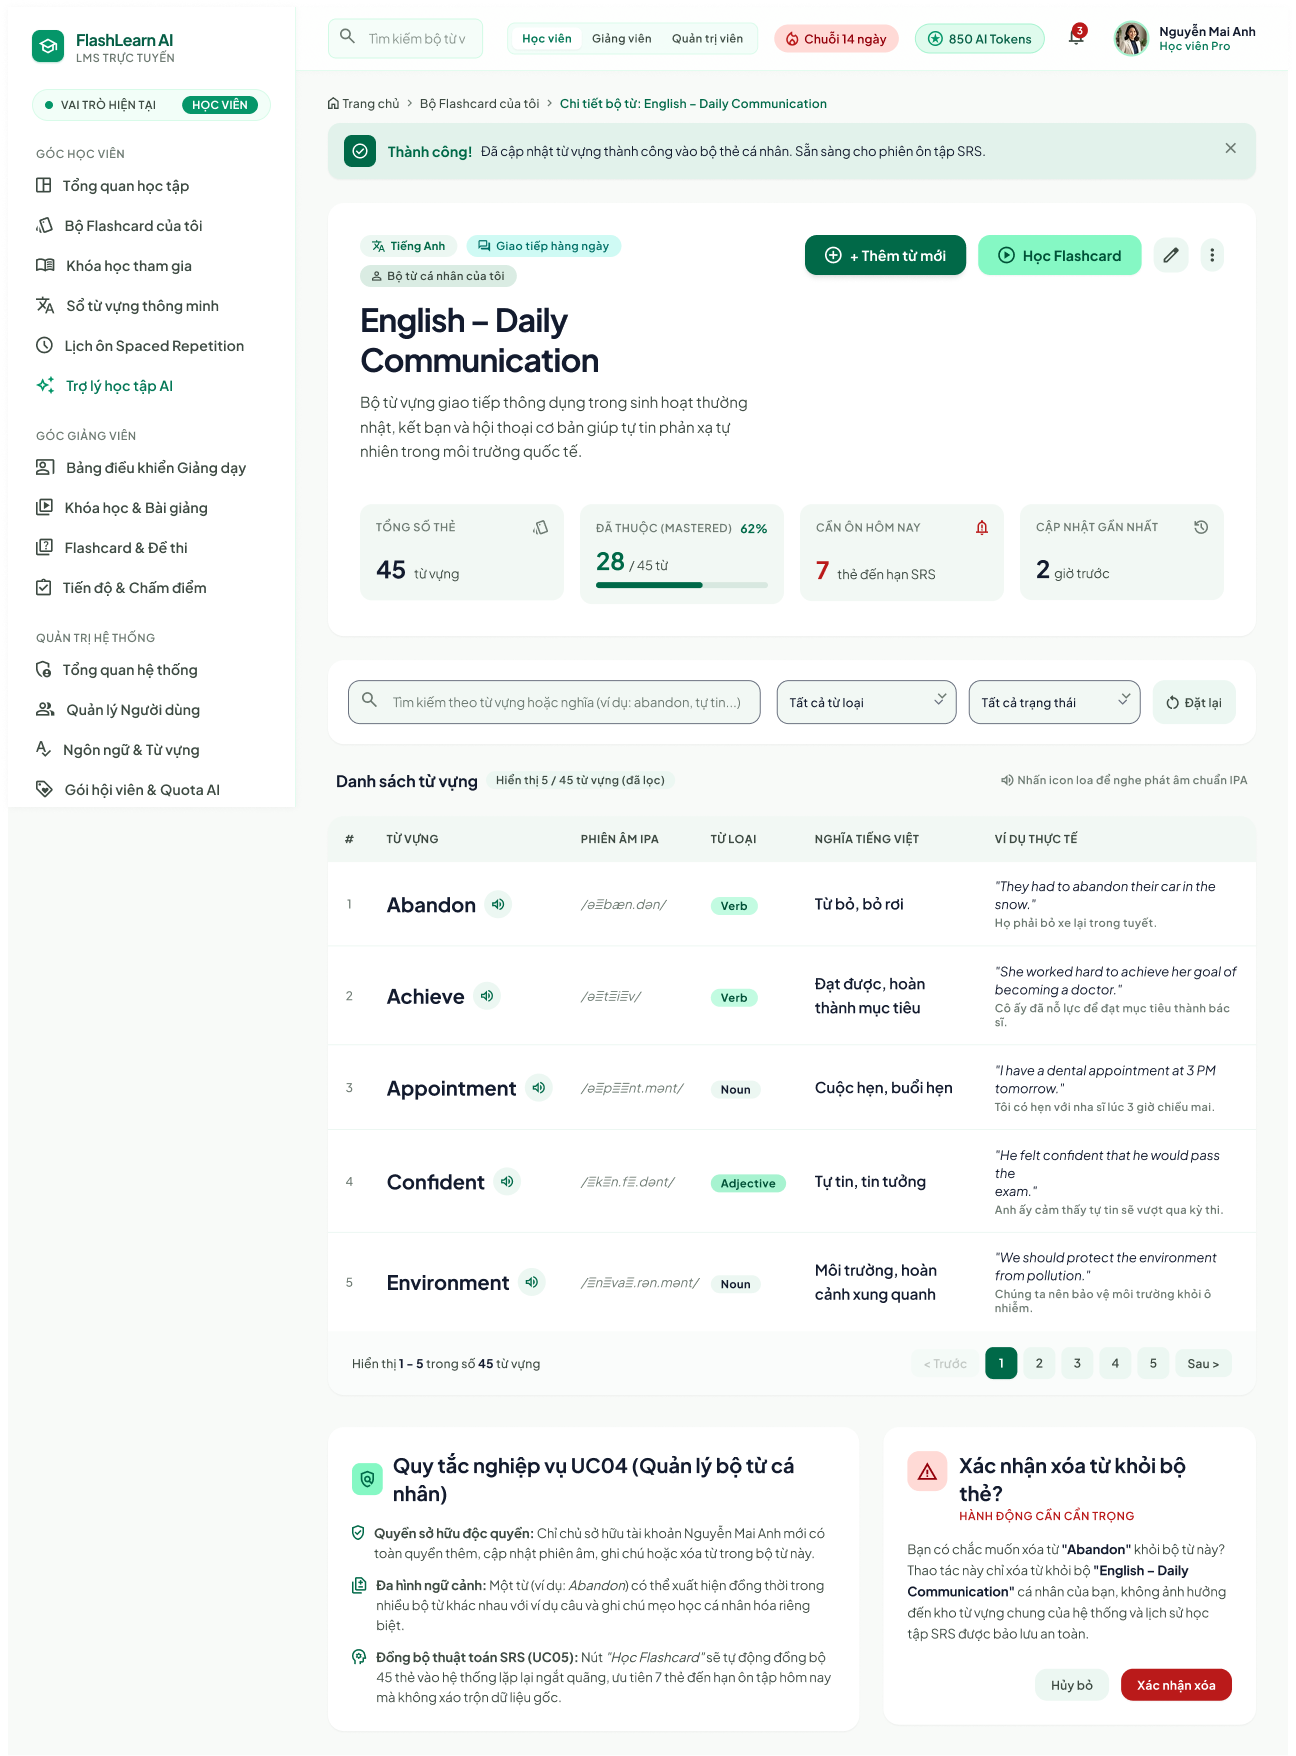 FlashLearn AI
LMS TRỰC TUYẾN
VAI TRÒ HIỆN TẠI
HỌC VIÊN
GÓC HỌC VIÊN
Tổng quan học tập
Bộ Flashcard của tôi
Khóa học tham gia
Sổ từ vựng thông minh
Lịch ôn Spaced Repetition
Trợ lý học tập AI
GÓC GIẢNG VIÊN
Bảng điều khiển Giảng dạy
Khóa học & Bài giảng
Flashcard & Đề thi
Tiến độ & Chấm điểm
QUẢN TRỊ HỆ THỐNG
Tổng quan hệ thống
Quản lý Người dùng
Ngôn ngữ & Từ vựng
Gói hội viên & Quota AI
Tìm kiếm bộ từ v
Học viên
Giảng viên
Quản trị viên
Chuỗi 14 ngày
850 AI Tokens
3
Nguyễn Mai Anh
Học viên Pro
Trang chủ > Bộ Flashcard của tôi > Chi tiết bộ từ: English – Daily Communication
Thành công! Đã cập nhật từ vựng thành công vào bộ thẻ cá nhân. Sẵn sàng cho phiên ôn tập SRS.
Tiếng Anh
Giao tiếp hàng ngày
Bộ từ cá nhân của tôi
+ Thêm từ mới
Học Flashcard
English – Daily
Communication
Bộ từ vựng giao tiếp thông dụng trong sinh hoạt thường
nhật, kết bạn và hội thoại cơ bản giúp tự tin phản xạ tự
nhiên trong môi trường quốc tế.
TỔNG SỐ THẺ
45 từ vựng
ĐÃ THUỘC (MASTERED) 62%
28 / 45 từ
CẦN ÔN HÔM NAY
7 thẻ đến hạn SRS
CẬP NHẬT GẦN NHẤT
2 giờ trước
Tìm kiếm theo từ vựng hoặc nghĩa (ví dụ: abandon, tự tin...)
Tất cả từ loại
Tất cả trạng thái
Đặt lại
Danh sách từ vựng
Hiển thị 5 / 45 từ vựng (đã lọc)
Nhấn icon loa để nghe phát âm chuẩn IPA
# TỪ VỰNG PHIÊN ÂM IPA TỪ LOẠI NGHĨA TIẾNG VIỆT VÍ DỤ THỰC TẾ
1 Abandon /ə☰bæn.dən/ Verb Từ bỏ, bỏ rơi
"They had to abandon their car in the
snow."
Họ phải bỏ xe lại trong tuyết.
2 Achieve /ə☰t☰i☰v/ Verb
Đạt được, hoàn
thành mục tiêu
"She worked hard to achieve her goal of
becoming a doctor."
Cô ấy đã nỗ lực để đạt mục tiêu thành bác
sĩ.
3 Appointment /ə☰p☰☰nt.mənt/ Noun Cuộc hẹn, buổi hẹn
"I have a dental appointment at 3 PM
tomorrow."
Tôi có hẹn với nha sĩ lúc 3 giờ chiều mai.
4 Confident /☰k☰n.f☰.dənt/ Adjective Tự tin, tin tưởng
"He felt confident that he would pass
the
exam."
Anh ấy cảm thấy tự tin sẽ vượt qua kỳ thi.
5 Environment /☰n☰va☰.rən.mənt/ Noun
Môi trường, hoàn
cảnh xung quanh
"We should protect the environment
from pollution."
Chúng ta nên bảo vệ môi trường khỏi ô
nhiễm.
Hiển thị 1 - 5 trong số 45 từ vựng
< Trước 1 2 3 4 5 Sau >
Quy tắc nghiệp vụ UC04 (Quản lý bộ từ cá
nhân)
Quyền sở hữu độc quyền: Chỉ chủ sở hữu tài khoản Nguyễn Mai Anh mới có
toàn quyền thêm, cập nhật phiên âm, ghi chú hoặc xóa từ trong bộ từ này.
Đa hình ngữ cảnh: Một từ (ví dụ: Abandon) có thể xuất hiện đồng thời trong
nhiều bộ từ khác nhau với ví dụ câu và ghi chú mẹo học cá nhân hóa riêng
biệt.
Đồng bộ thuật toán SRS (UC05): Nút "Học Flashcard" sẽ tự động đồng bộ
45 thẻ vào hệ thống lặp lại ngắt quãng, ưu tiên 7 thẻ đến hạn ôn tập hôm nay
mà không xáo trộn dữ liệu gốc.
Xác nhận xóa từ khỏi bộ
thẻ?
HÀNH ĐỘNG CẦN CẨN TRỌNG
Bạn có chắc muốn xóa từ "Abandon" khỏi bộ từ này?
Thao tác này chỉ xóa từ khỏi bộ "English – Daily
Communication" cá nhân của bạn, không ảnh hưởng
đến kho từ vựng chung của hệ thống và lịch sử học
tập SRS được bảo lưu an toàn.
Hủy bỏ
Xác nhận xóa